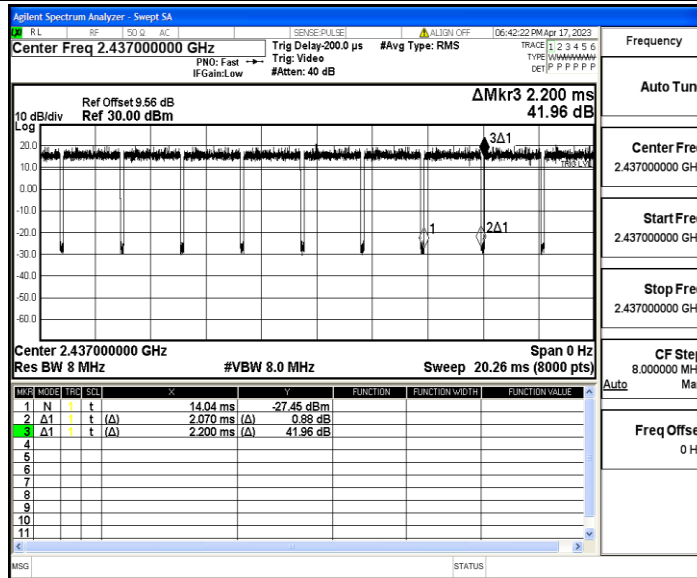 Agilent Spectrum Analyzer - Swept SA
RL RF 50 Ω AC SENSE:PULSE ALIGN OFF 06:42:22 PM Apr 17, 2023
Center Freq 2.437000000 GHz
Trig Delay-200.0 µs #Avg Type: RMS TRACE 1 2 3 4 5 6
PNO: Fast Trig: Video TYPE WWWWWW
IFGain:Low #Atten: 40 dB DET P P P P P P
Ref Offset 9.56 dB
10 dB/div Ref 30.00 dBm
ΔMkr3 2.200 ms
41.96 dB
Log
20.0
10.0
0.00
-10.0
-20.0
-30.0
-40.0
-50.0
-60.0
3Δ1
TRIG LVL
1
2Δ1
Center 2.437000000 GHz Span 0 Hz
Res BW 8 MHz #VBW 8.0 MHz Sweep 20.26 ms (8000 pts)
MKR MODE TRC SCL X Y FUNCTION FUNCTION WIDTH FUNCTION VALUE
1 N 1 t 14.04 ms -27.45 dBm
2 Δ1 1 t (Δ) 2.070 ms (Δ) 0.88 dB
3 Δ1 1 t (Δ) 2.200 ms (Δ) 41.96 dB
4
5
6
7
8
9
10
11
MSG STATUS
Frequency
Auto Tun
Center Fre
2.437000000 GH
Start Fre
2.437000000 GH
Stop Fre
2.437000000 GH
CF Step
8.000000 MH
Auto Ma
Freq Offse
0 H